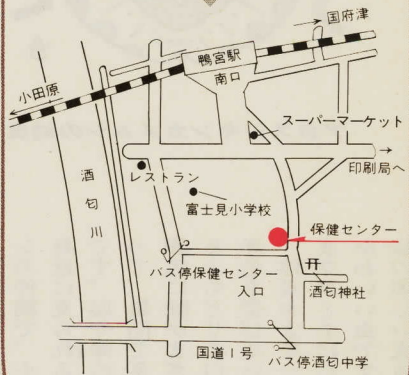 国府津
鴨宮駅
南口
小田原
スーパーマーケット
印刷局へ
レストラン
酒匂川
富士見小学校
保健センター
バス停保健センター
入口
酒匂神社
国道1号
バス停酒匂中学